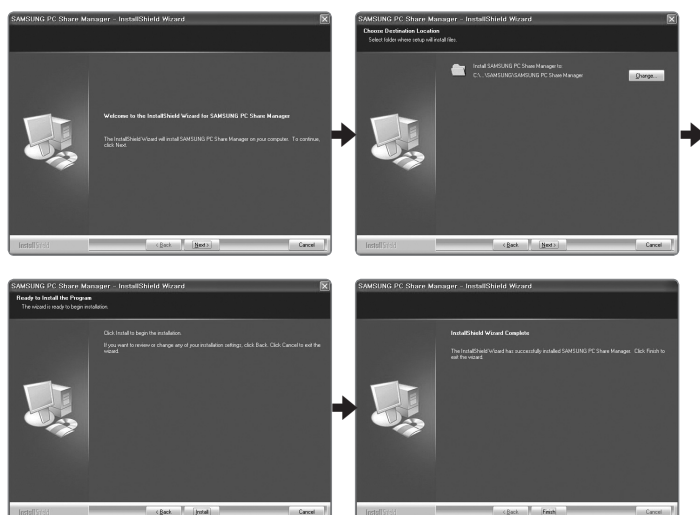 SAMSUNG PC Share Manager - InstallShield Wizard
Welcome to the InstallShield Wizard for SAMSUNG PC Share Manager
The InstallShield Wizard will install SAMSUNG PC Share Manager on your computer. To continue,
click Next.
InstallShield
< Back
Next >
Cancel
SAMSUNG PC Share Manager - InstallShield Wizard
Choose Destination Location
Select folder where setup will install files.
Install SAMSUNG PC Share Manager to:
C:\...\SAMSUNG\SAMSUNG PC Share Manager
Change...
InstallShield
< Back
Next >
Cancel
SAMSUNG PC Share Manager - InstallShield Wizard
Ready to Install the Program
The wizard is ready to begin installation.
Click Install to begin the installation.
If you want to review or change any of your installation settings, click Back. Click Cancel to exit the
wizard.
InstallShield
< Back
Install
Cancel
SAMSUNG PC Share Manager - InstallShield Wizard
InstallShield Wizard Complete
The InstallShield Wizard has successfully installed SAMSUNG PC Share Manager. Click Finish to
exit the wizard.
InstallShield
< Back
Finish
Cancel